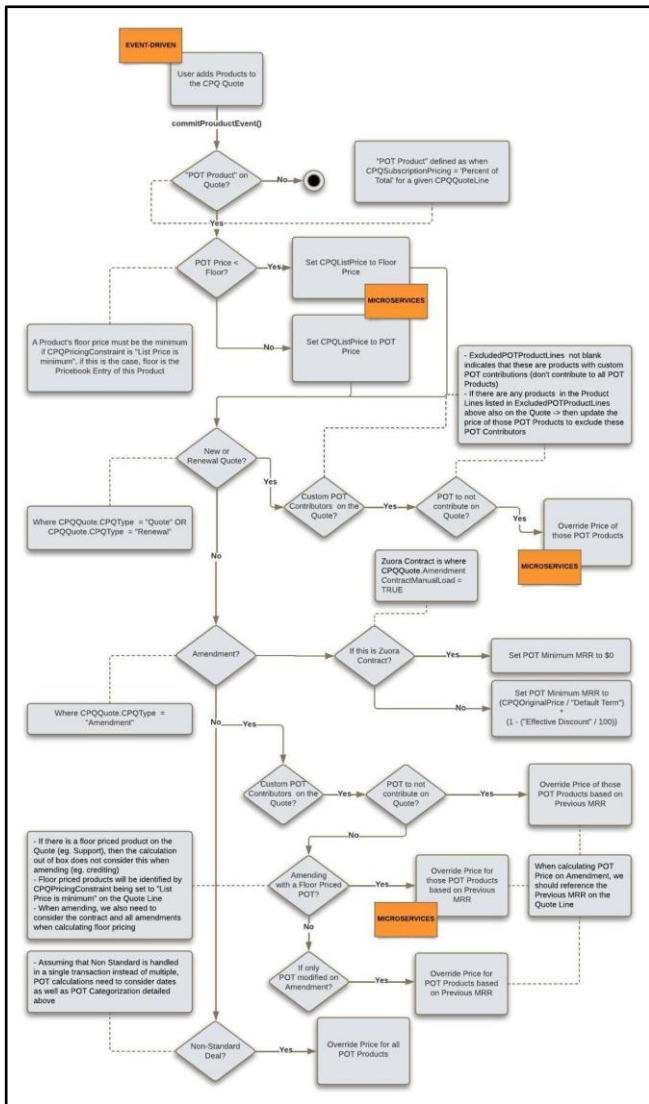 EVENT-DRIVEN
User adds Products to
the CPQ Quote
commitProuductEvent()
"POT Product" on
Quote?
No
"POT Product" defined as when
CPQSubscriptionPricing = 'Percent of
Total' for a given CPQQuoteLine
Yes
POT Price <
Floor?
Yes
Set CPQListPrice to Floor
Price
MICROSERVICES
No
Set CPQListPrice to POT
Price
A Product's floor price must be the minimum
if CPQPricingConstraint is "List Price is
minimum", if this is the case, floor is the
Pricebook Entry of this Product
- ExcludedPOTProductLines not blank
indicates that these are products with custom
POT contributions (don't contribute to all POT
Products)
- If there are any products in the Product
Lines listed in ExcludedPOTProductLines
above also on the Quote -> then update the
price of those POT Products to exclude these
POT Contributors
New or
Renewal Quote?
Yes
Custom POT
Contributors on the
Quote?
Yes
POT to not
contribute on
Quote?
Yes
Override Price of
those POT Products
MICROSERVICES
Where CPQQuote.CPQType = "Quote" OR
CPQQuote.CPQType = "Renewal"
No
Zuora Contract is where
CPQQuote.Amendment
ContractManualLoad =
TRUE
Amendment?
If this is Zuora
Contract?
Yes
Set POT Minimum MRR to $0
No
Set POT Minimum MRR to
(CPQOriginalPrice / "Default Term")
*
(1 - ("Effective Discount" / 100))
Where CPQQuote.CPQType =
"Amendment"
No
Yes
Custom POT
Contributors on the
Quote?
Yes
POT to not
contribute on
Quote?
Yes
Override Price of those
POT Products based on
Previous MRR
No
- If there is a floor priced product on the
Quote (eg. Support), then the calculation
out of box does not consider this when
amending (eg. crediting)
- Floor priced products will be identified by
CPQPricingConstraint being set to "List
Price is minimum" on the Quote Line
- When amending, we also need to
consider the contract and all amendments
when calculating floor pricing
Amending
with a Floor Priced
POT?
Yes
Override Price for
those POT Products
based on Previous
MRR
MICROSERVICES
When calculating POT
Price on Amendment, we
should reference the
Previous MRR on the
Quote Line
No
- Assuming that Non Standard is handled
in a single transaction instead of multiple,
POT calculations need to consider dates
as well as POT Categorization detailed
above
If only
POT modified on
Amendment?
Yes
Override Price for
POT Products based
on Previous MRR
Non-Standard
Deal?
Yes
Override Price for all
POT Products